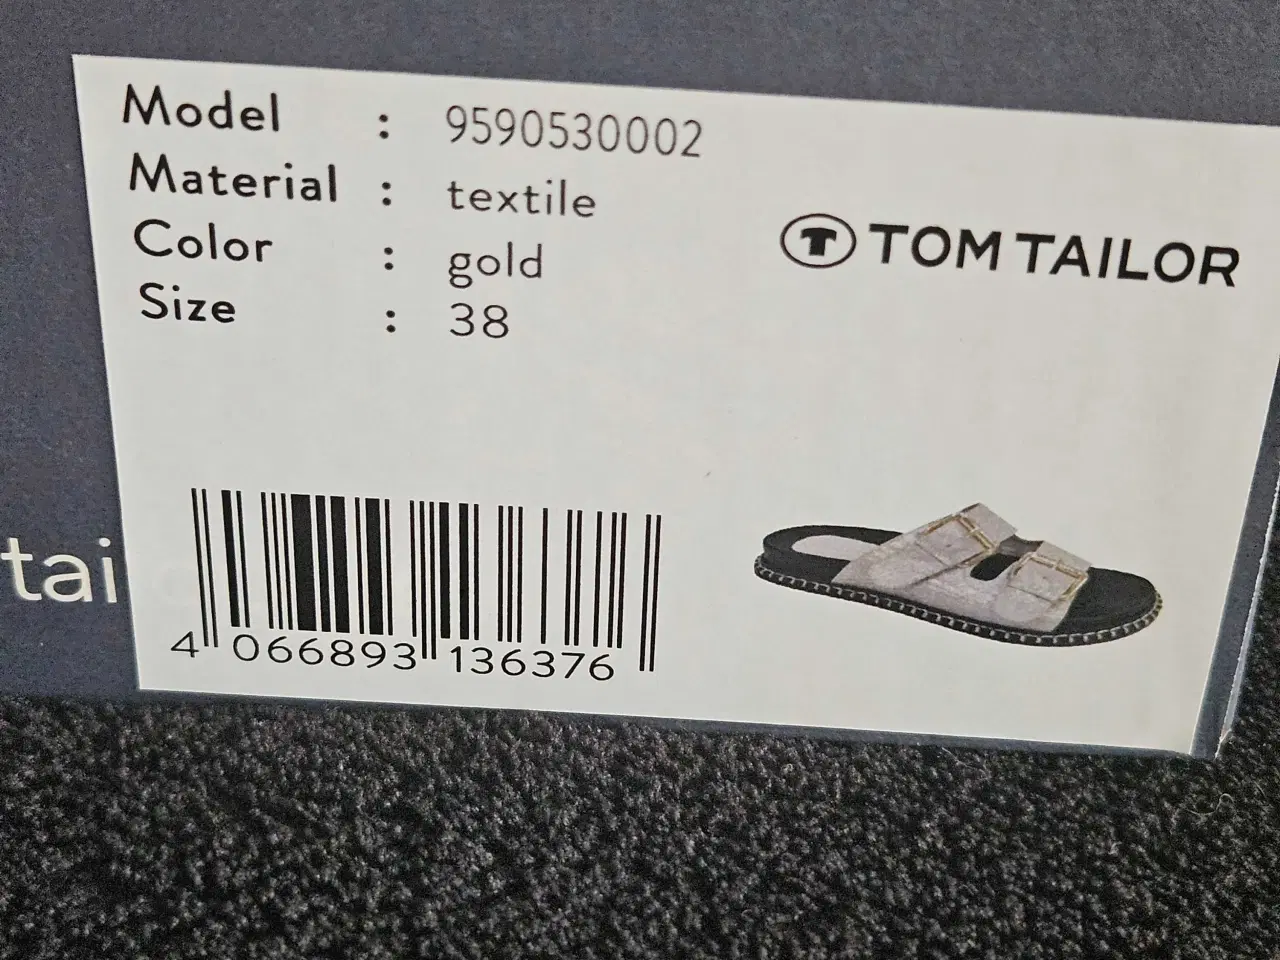 Model : 9590530002
Material : textile
Color : gold
Size : 38
TOM TAILOR
tai
4 066893 136376